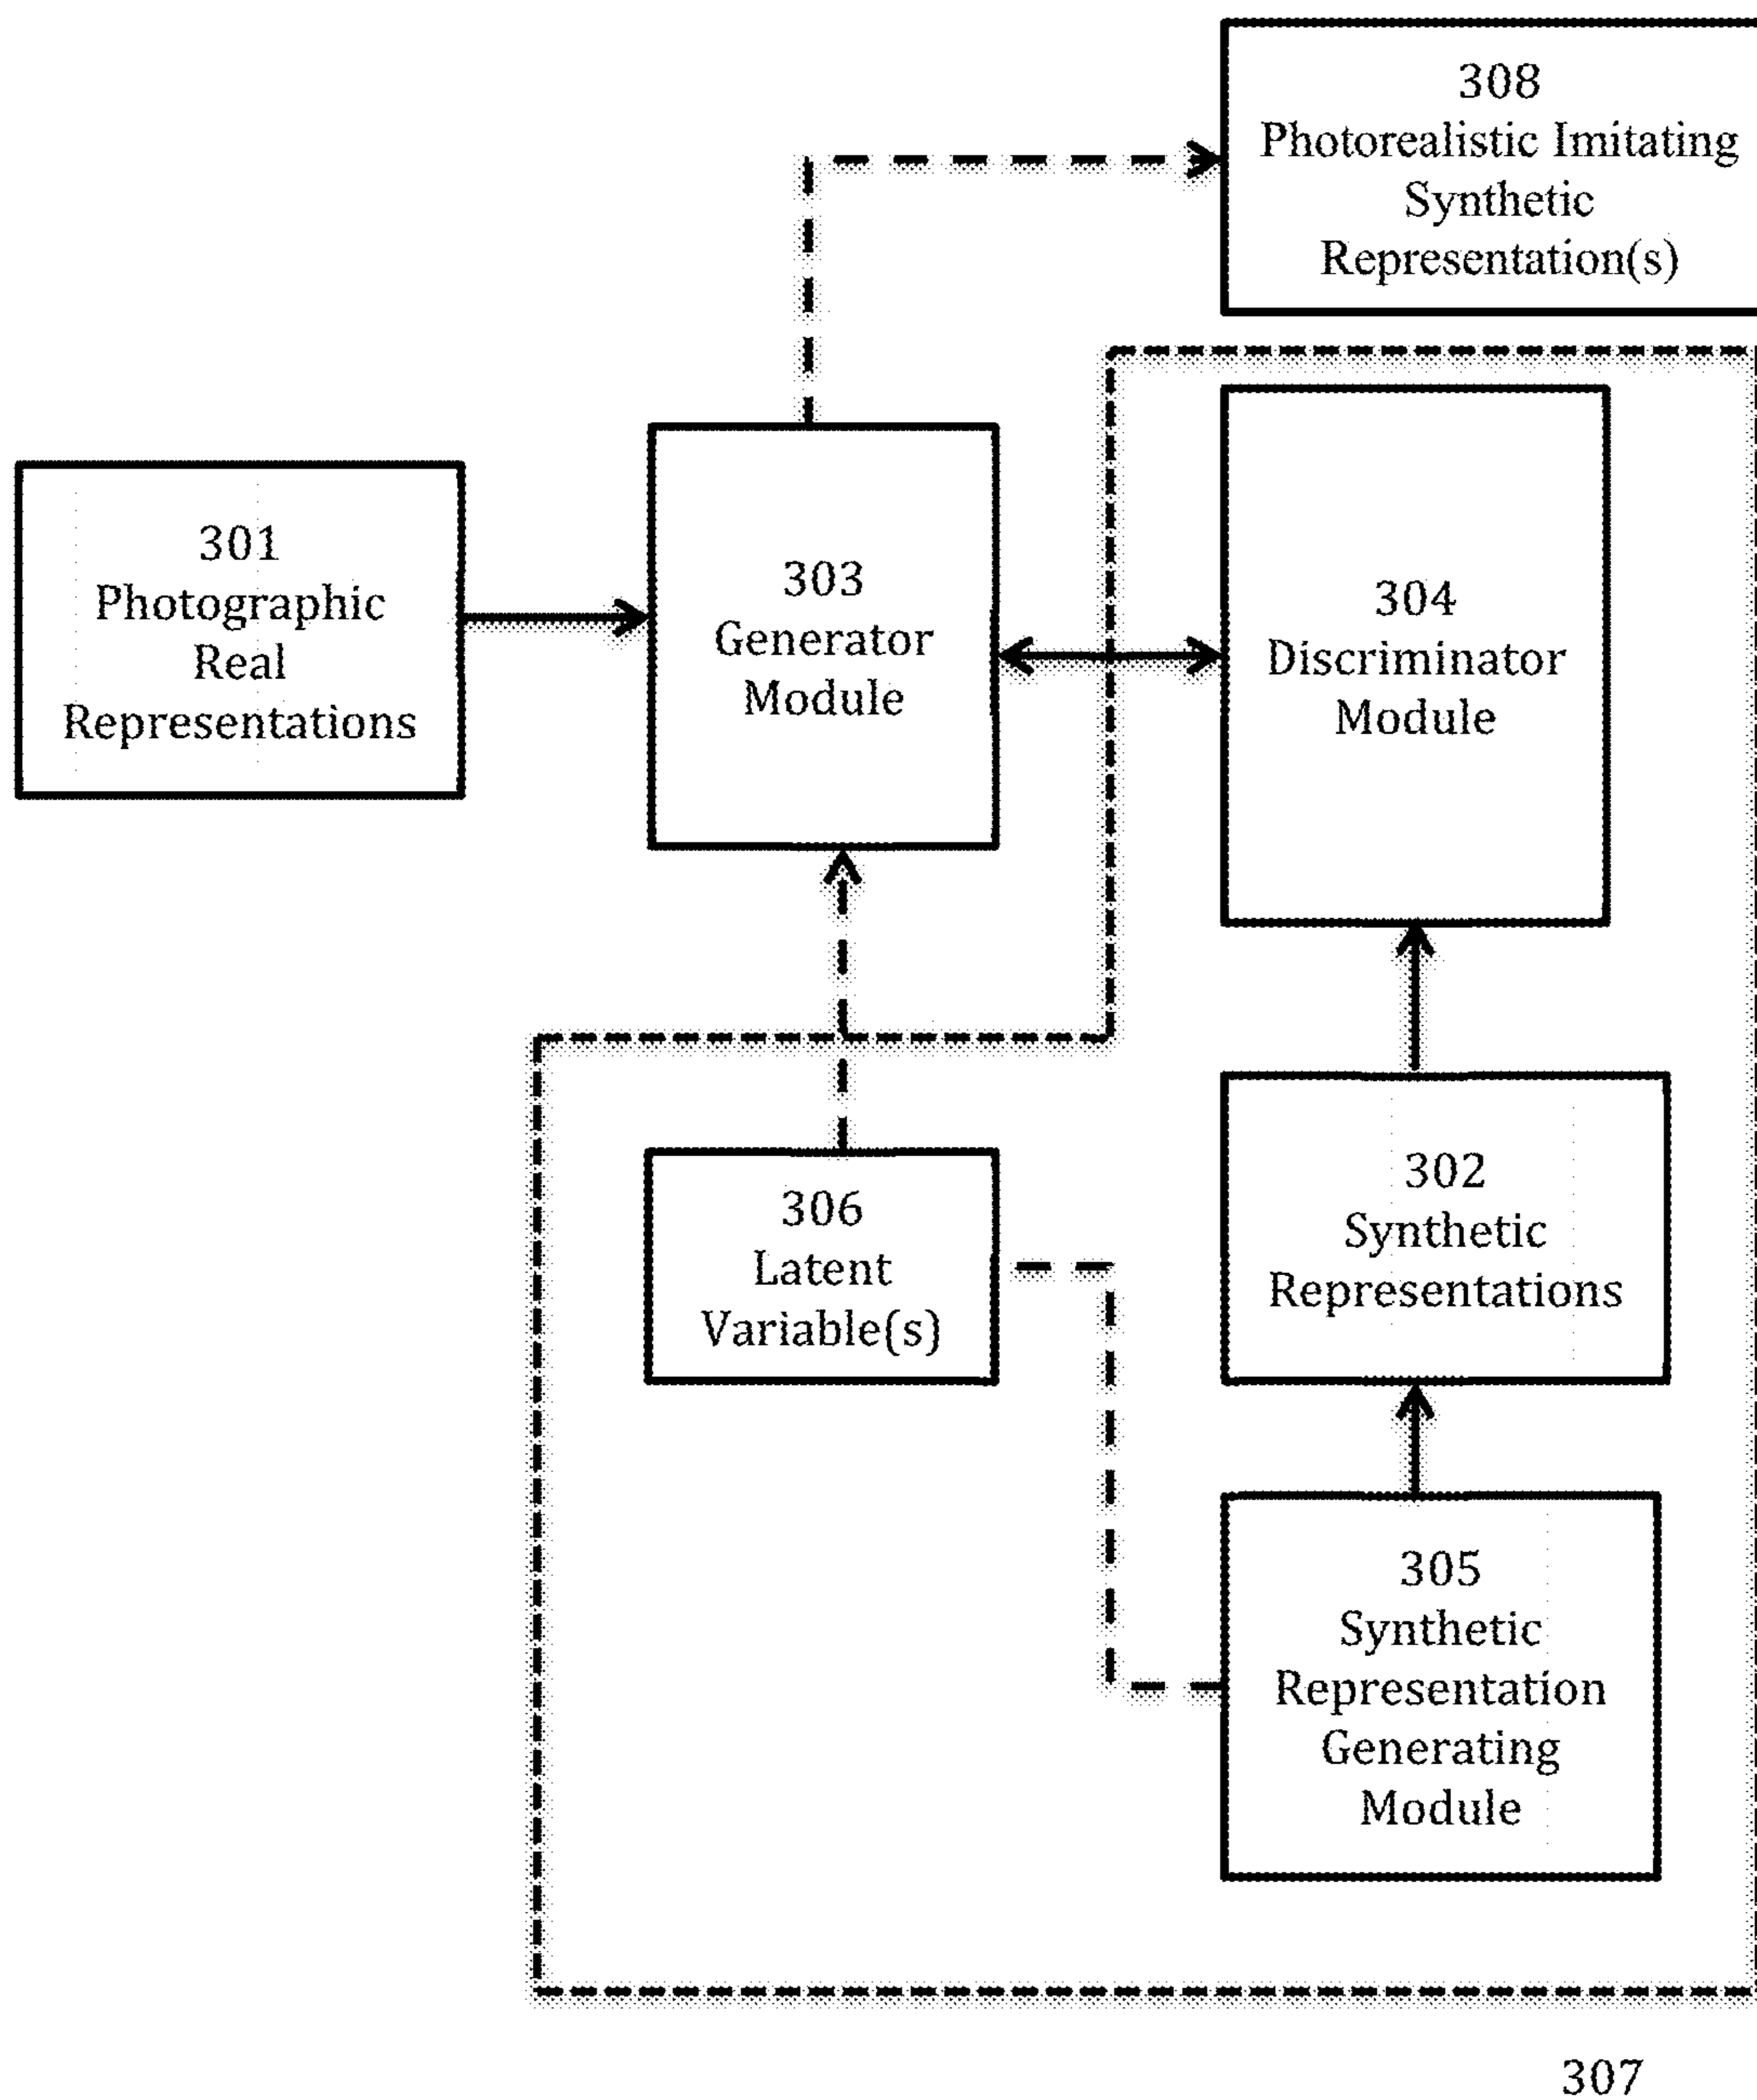 308
Photorealistic Imitating
Synthetic
Representation(s)
301
Photographic
Real
Representations
303
Generator
Module
304
Discriminator
Module
306
Latent
Variable(s)
302
Synthetic
Representations
305
Synthetic
Representation
Generating
Module
307